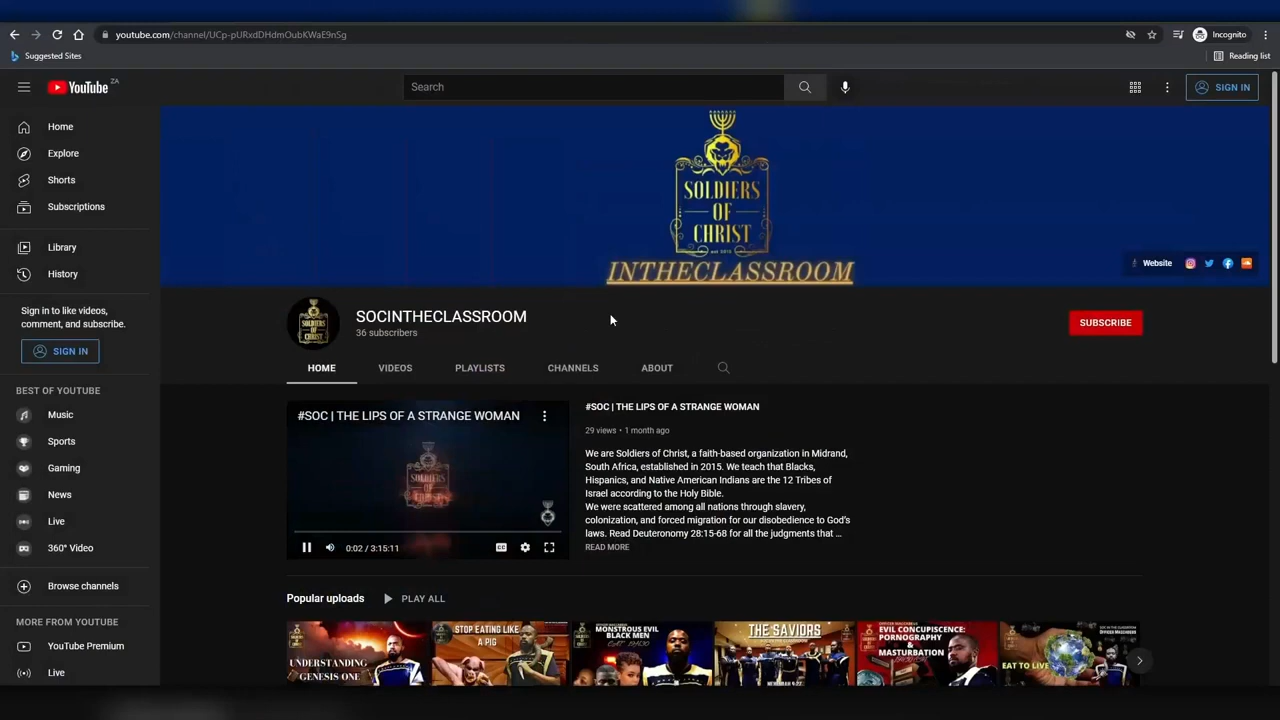 youtube.com/channel/UCp-pURxdDHdmOubKWaE9nSg
Incognito
Suggested Sites
Reading list
YouTube ZA
Search
SIGN IN
Home
Explore
Shorts
Subscriptions
Library
History
Sign in to like videos,
comment, and subscribe.
SIGN IN
BEST OF YOUTUBE
Music
Sports
Gaming
News
Live
360° Video
Browse channels
MORE FROM YOUTUBE
YouTube Premium
Live
SOLDIERS
OF
CHRIST
est 2015
INTHECLASSROOM
Website
SOLDIERS
OF
CHRIST
SOCINTHECLASSROOM
36 subscribers
SUBSCRIBE
HOME
VIDEOS
PLAYLISTS
CHANNELS
ABOUT
#SOC | THE LIPS OF A STRANGE WOMAN
SOLDIERS
OF
CHRIST
0:02 / 3:15:11
#SOC | THE LIPS OF A STRANGE WOMAN
29 views • 1 month ago
We are Soldiers of Christ, a faith-based organization in Midrand,
South Africa, established in 2015. We teach that Blacks,
Hispanics, and Native American Indians are the 12 Tribes of
Israel according to the Holy Bible.
We were scattered among all nations through slavery,
colonization, and forced migration for our disobedience to God's
laws. Read Deuteronomy 28:15-68 for all the judgments that ...
READ MORE
Popular uploads
PLAY ALL
UNDERSTANDING
GENESIS ONE
STOP EATING LIKE
A PIG
MONSTROUS EVIL
BLACK MEN
THE SAVIORS
EVIL CONCUPISCENCE:
PORNOGRAPHY &
MASTURBATION
EAT TO LIVE